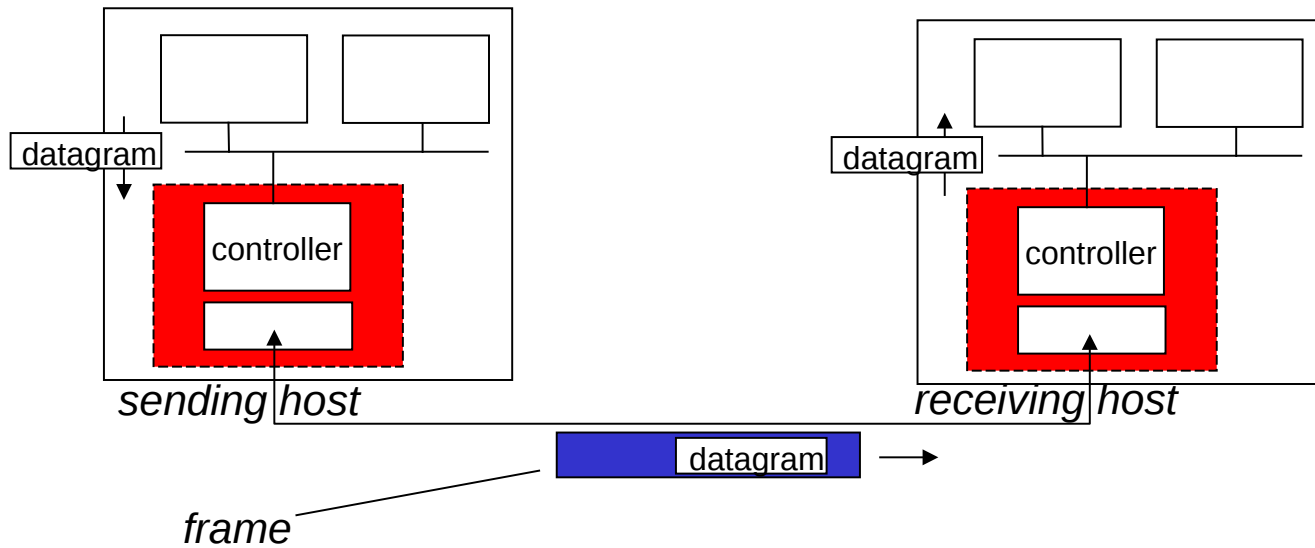 datagram
datagram
controller
controller
sending host
receiving host
datagram
frame